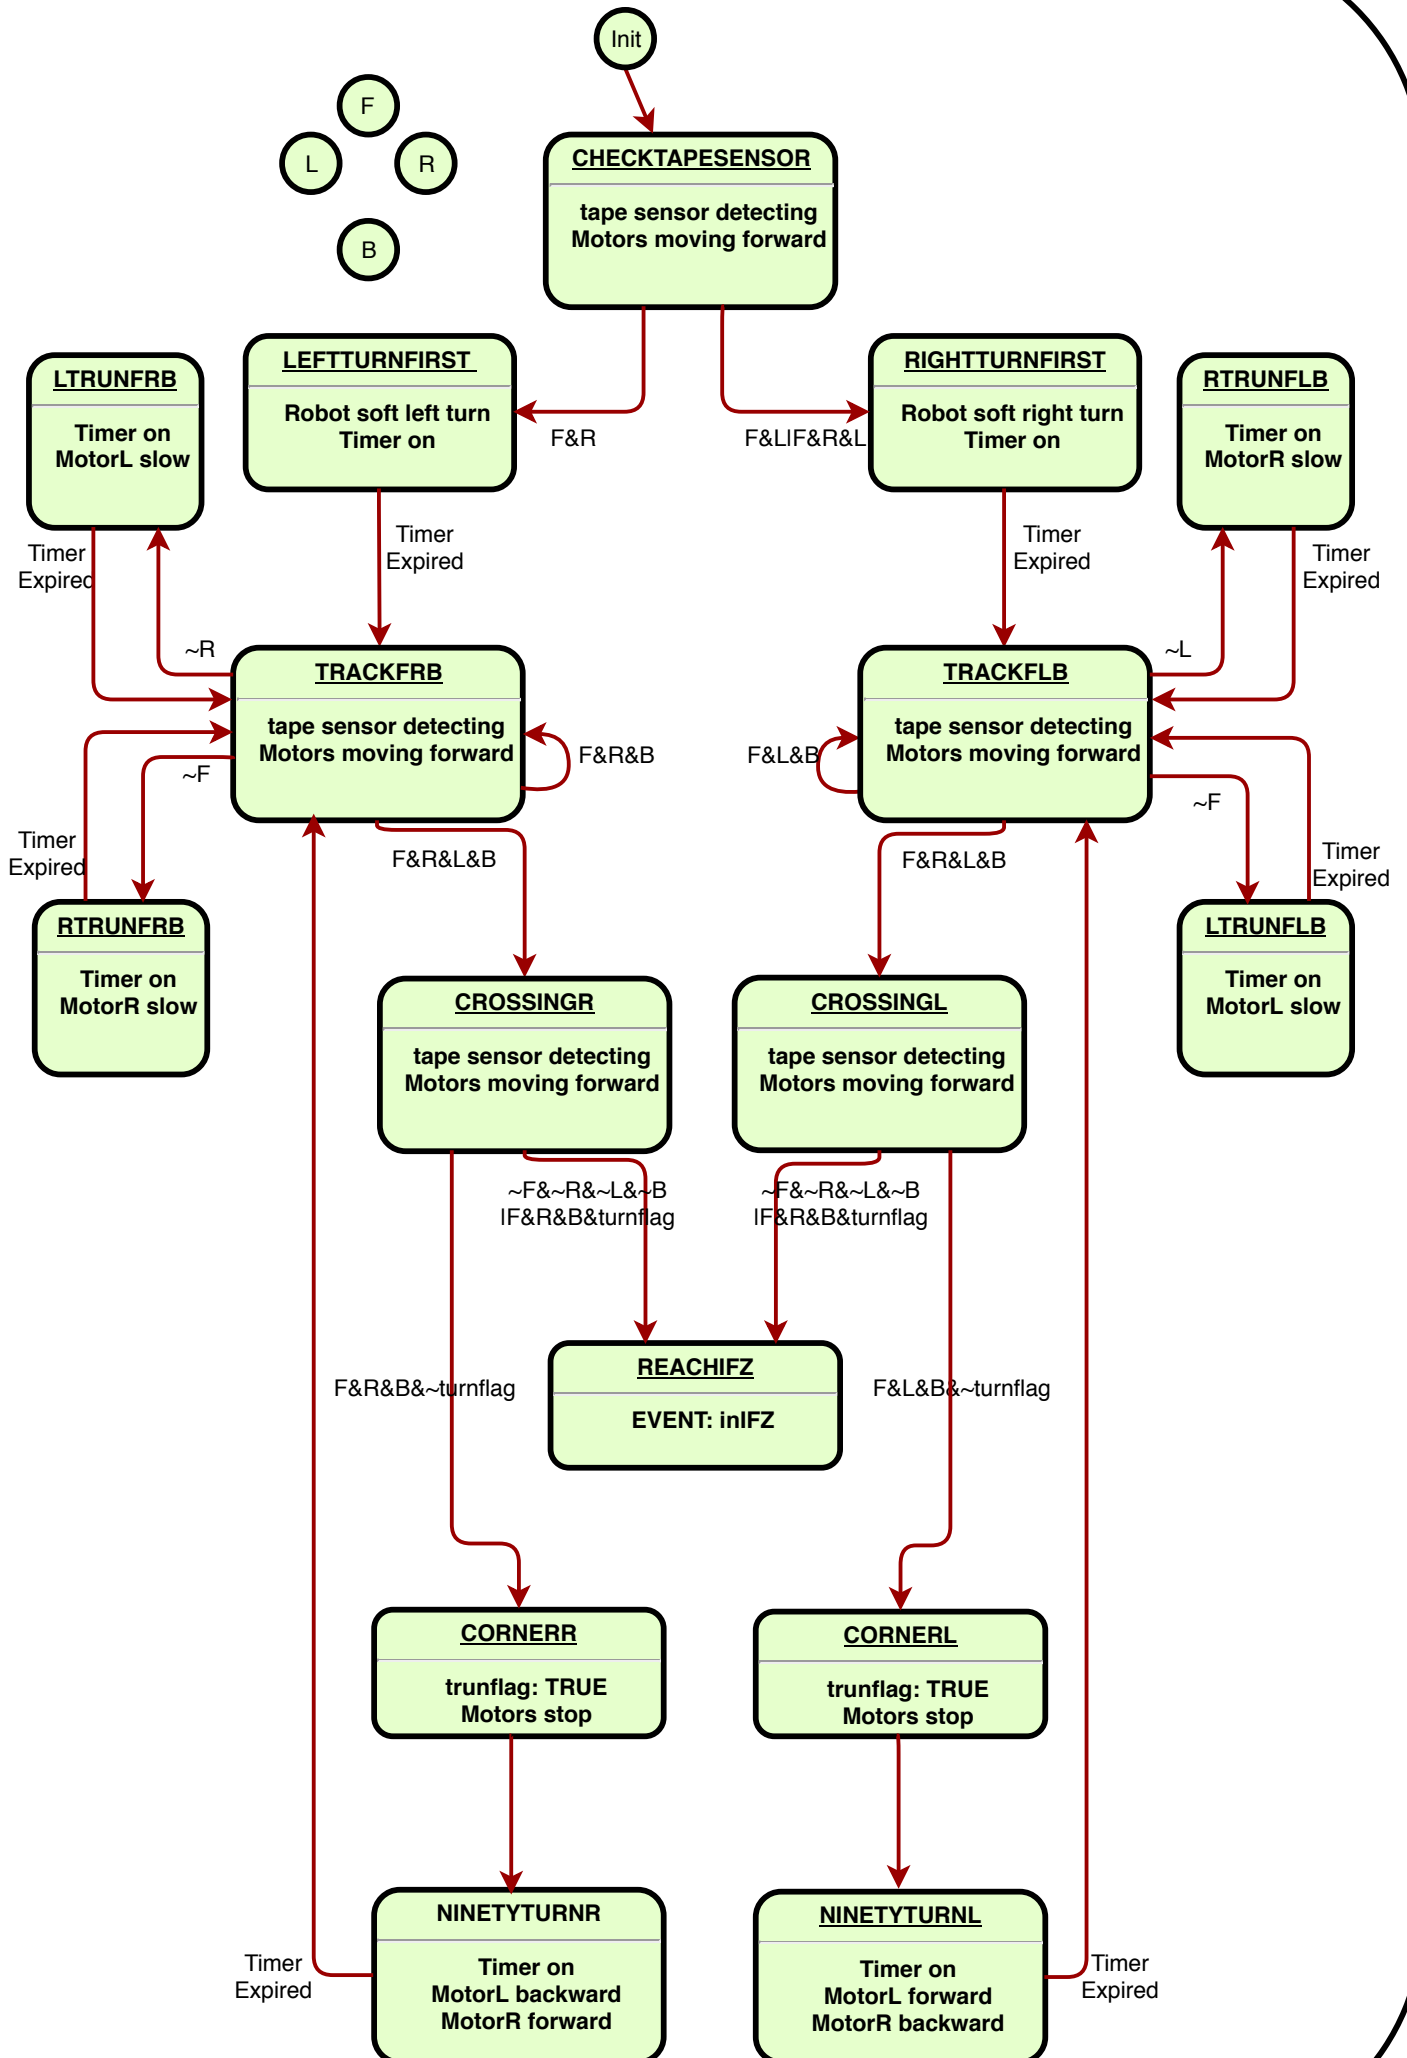 Init
F
L
R
B
CHECKTAPESENSOR
tape sensor detecting
Motors moving forward
LTRUNFRB
Timer on
MotorL slow
LEFTTURNFIRST
Robot soft left turn
Timer on
F&R
F&L|F&R&L
RIGHTTURNFIRST
Robot soft right turn
Timer on
RTRUNFLB
Timer on
MotorR slow
Timer
Expired
Timer
Expired
Timer
Expired
Timer
Expired
~R
~L
TRACKFRB
tape sensor detecting
Motors moving forward
F&R&B
F&L&B
TRACKFLB
tape sensor detecting
Motors moving forward
~F
~F
Timer
Expired
F&R&L&B
F&R&L&B
Timer
Expired
RTRUNFRB
Timer on
MotorR slow
LTRUNFLB
Timer on
MotorL slow
CROSSINGR
tape sensor detecting
Motors moving forward
CROSSINGL
tape sensor detecting
Motors moving forward
~F&~R&~L&~B
|F&R&B&turnflag
~F&~R&~L&~B
|F&R&B&turnflag
REACHIFZ
EVENT: inIFZ
F&R&B&~turnflag
F&L&B&~turnflag
CORNERR
trunflag: TRUE
Motors stop
CORNERL
trunflag: TRUE
Motors stop
NINETYTURNR
Timer on
MotorL backward
MotorR forward
NINETYTURNL
Timer on
MotorL forward
MotorR backward
Timer
Expired
Timer
Expired